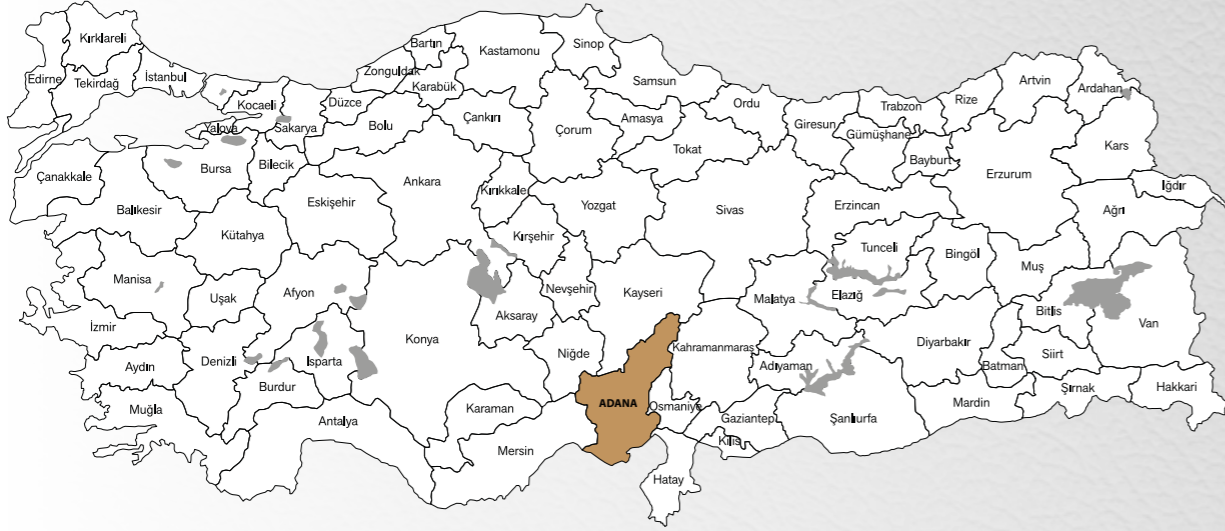 Kırklareli
Edirne
Tekirdağ
İstanbul
Kocaeli
Yalova
Sakarya
Düzce
Zonguldak
Bartın
Karabük
Kastamonu
Sinop
Samsun
Ordu
Giresun
Trabzon
Rize
Artvin
Ardahan
Çanakkale
Bursa
Bilecik
Bolu
Çankırı
Çorum
Amasya
Tokat
Gümüşhane
Bayburt
Erzurum
Kars
Iğdır
Balıkesir
Kütahya
Eskişehir
Ankara
Kırıkkale
Yozgat
Sivas
Erzincan
Ağrı
Kırşehir
Tunceli
Bingöl
Muş
Manisa
Uşak
Afyon
Aksaray
Nevşehir
Kayseri
Malatya
Elazığ
Bitlis
Van
İzmir
Konya
Niğde
Kahramanmaraş
Adıyaman
Diyarbakır
Batman
Siirt
Aydın
Denizli
Isparta
Burdur
Şırnak
Hakkari
Muğla
Antalya
Karaman
Mersin
ADANA
Osmaniye
Gaziantep
Kilis
Şanlıurfa
Mardin
Hatay